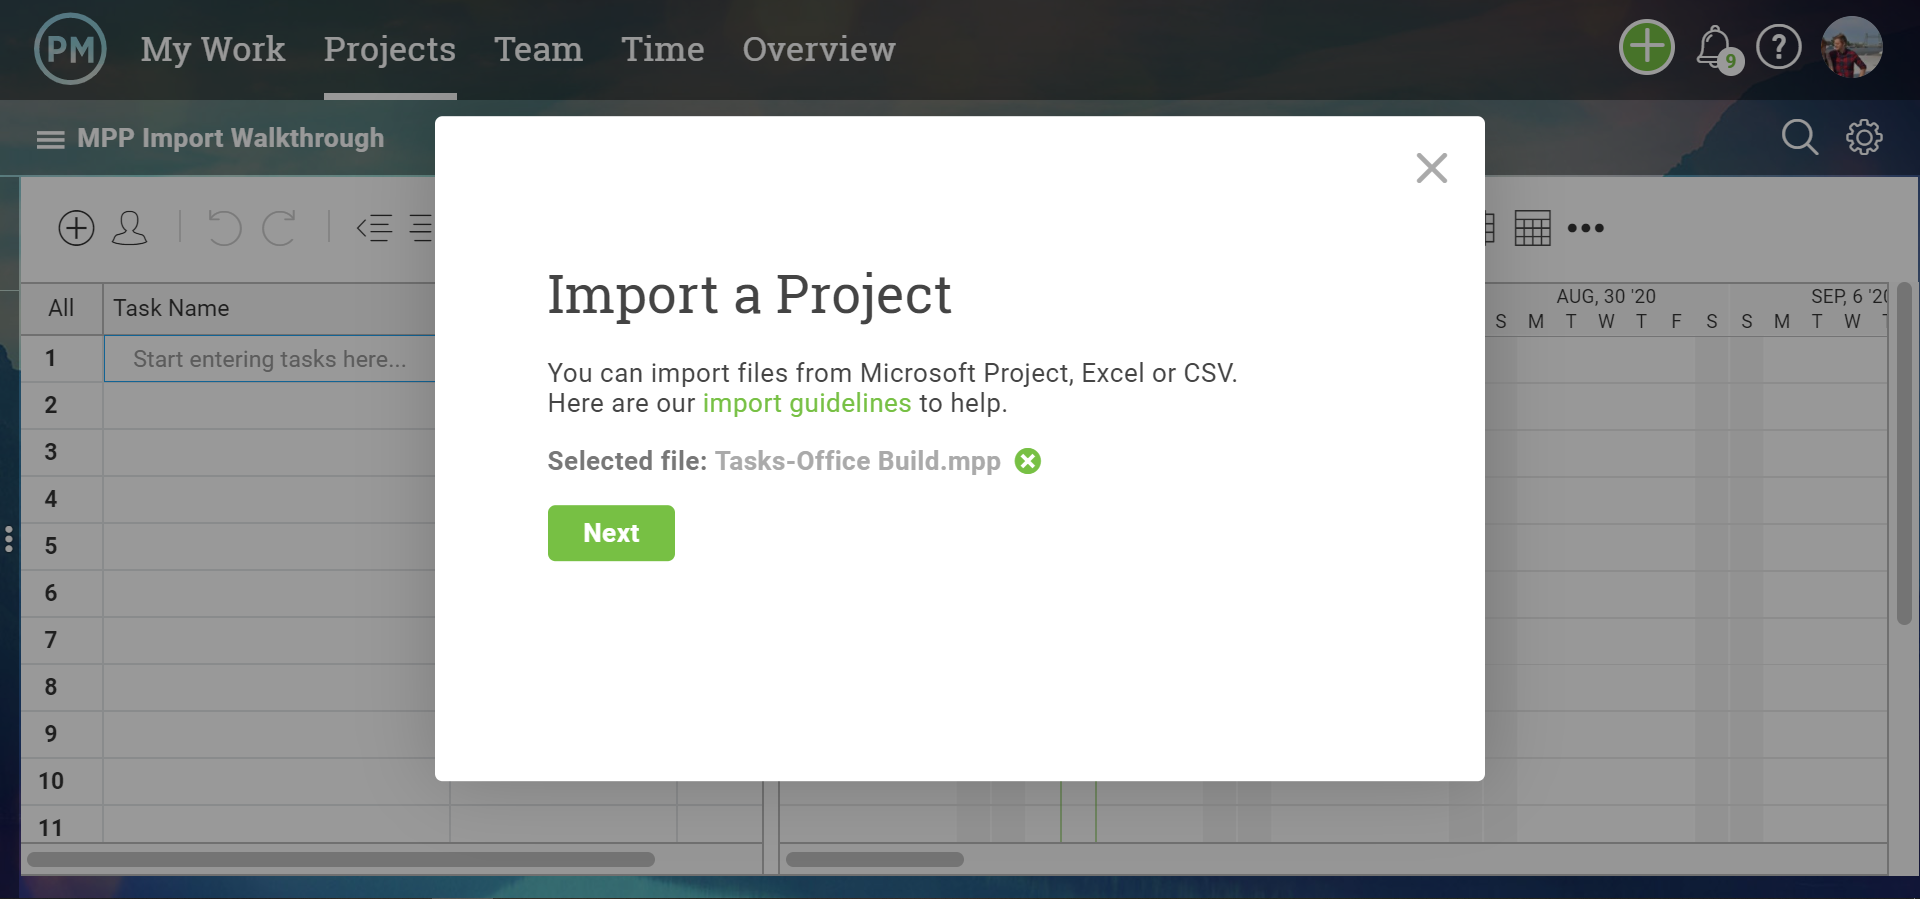 PM My Work Projects Team Time Overview
9 ?
MPP Import Walkthrough
Import a Project
You can import files from Microsoft Project, Excel or CSV.
Here are our import guidelines to help.
Selected file: Tasks-Office Build.mpp
Next
All Task Name
1 Start entering tasks here...
2
3
4
5
6
7
8
9
10
11
AUG, 30 '20 SEP, 6 '20
S M T W T F S S M T W T